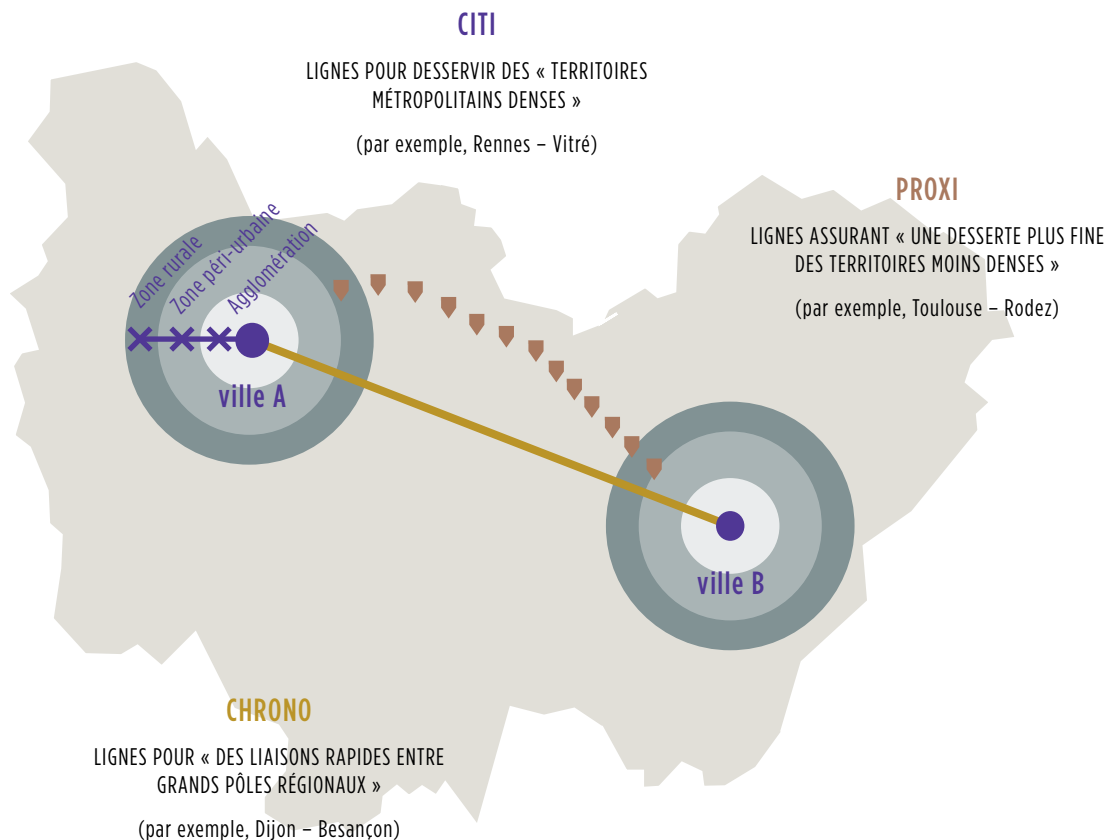 CITI
LIGNES POUR DESSERVIR DES « TERRITOIRES
MÉTROPOLITAINS DENSES »
(par exemple, Rennes – Vitré)
PROXI
LIGNES ASSURANT « UNE DESSERTE PLUS FINE
DES TERRITOIRES MOINS DENSES »
(par exemple, Toulouse – Rodez)
Zone rurale
Zone péri-urbaine
Agglomération
ville A
ville B
CHRONO
LIGNES POUR « DES LIAISONS RAPIDES ENTRE
GRANDS PÔLES RÉGIONAUX »
(par exemple, Dijon – Besançon)